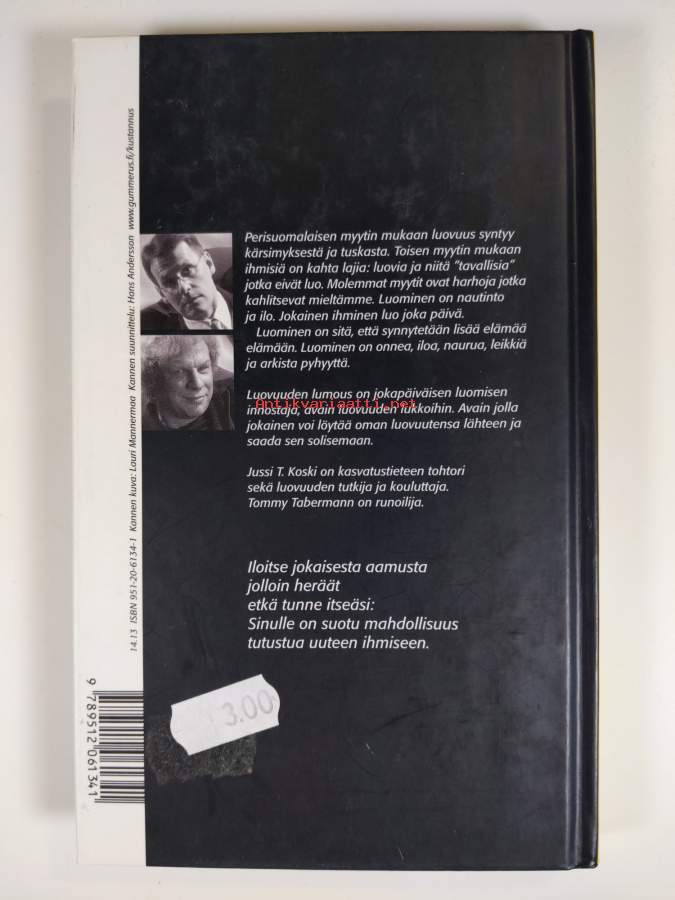 Perisuomalaisen myytin mukaan luovuus syntyy
kärsimyksestä ja tuskasta. Toisen myytin mukaan
ihmisiä on kahta lajia: luovia ja niitä "tavallisia"
jotka eivät luo. Molemmat myytit ovat harhoja jotka
kahlitsevat mieltämme. Luominen on nautinto
ja ilo. Jokainen ihminen luo joka päivä.
Luominen on sitä, että synnytetään lisää elämää
elämään. Luominen on onnea, iloa, naurua, leikkiä
ja arkista pyhyyttä.
Luovuuden lumous on jokapäiväisen luomisen
innostaja, avain luovuuden lukkoihin. Avain jolla
jokainen voi löytää oman luovuutensa lähteen ja
saada sen solisemaan.
Jussi T. Koski on kasvatustieteen tohtori
sekä luovuuden tutkija ja kouluttaja.
Tommy Tabermann on runoilija.
Iloitse jokaisesta aamusta
jolloin heräät
etkä tunne itseäsi:
Sinulle on suotu mahdollisuus
tutustua uuteen ihmiseen.
3.00
14.13 ISBN 951-20-6134-1 Kannen kuva: Lauri Mannermaa Kannen suunnittelu: Hans Andersson www.gummerus.fi/kustannus
9 789512 061341
Antikvariaatti.net